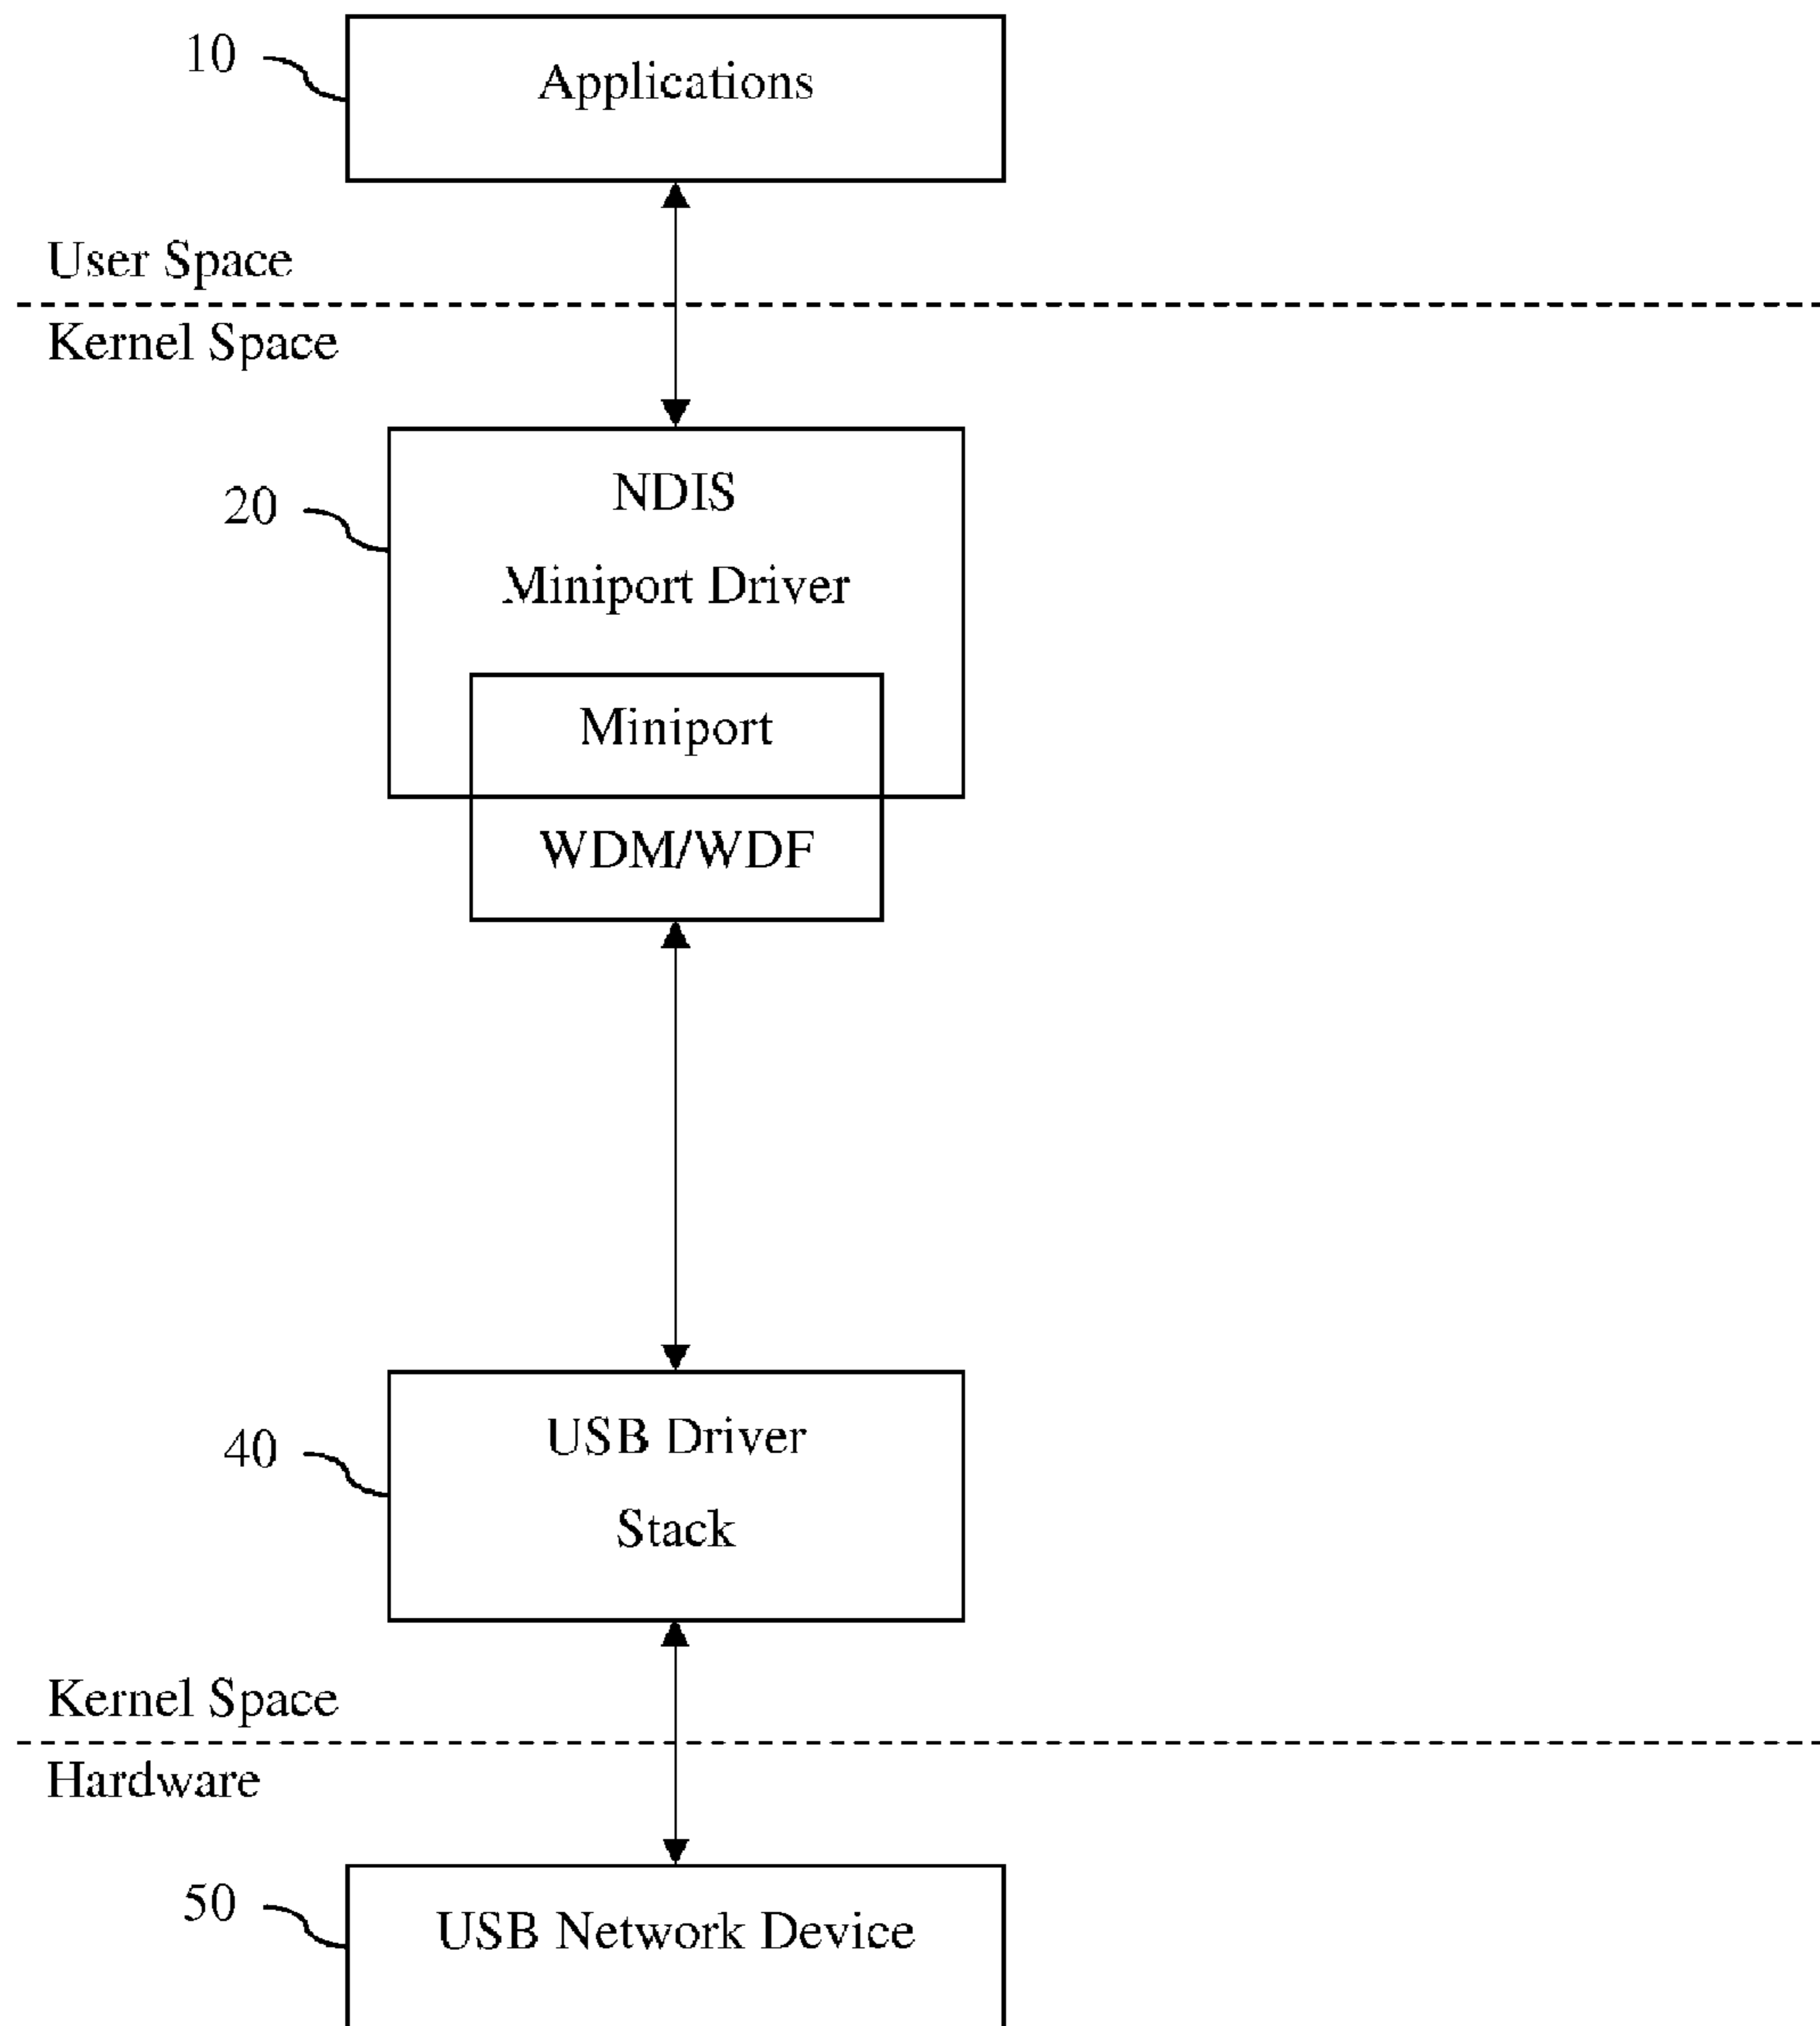 10
Applications
User Space
Kernel Space
20
NDIS
Miniport Driver
Miniport
WDM/WDF
40
USB Driver
Stack
Kernel Space
Hardware
50
USB Network Device